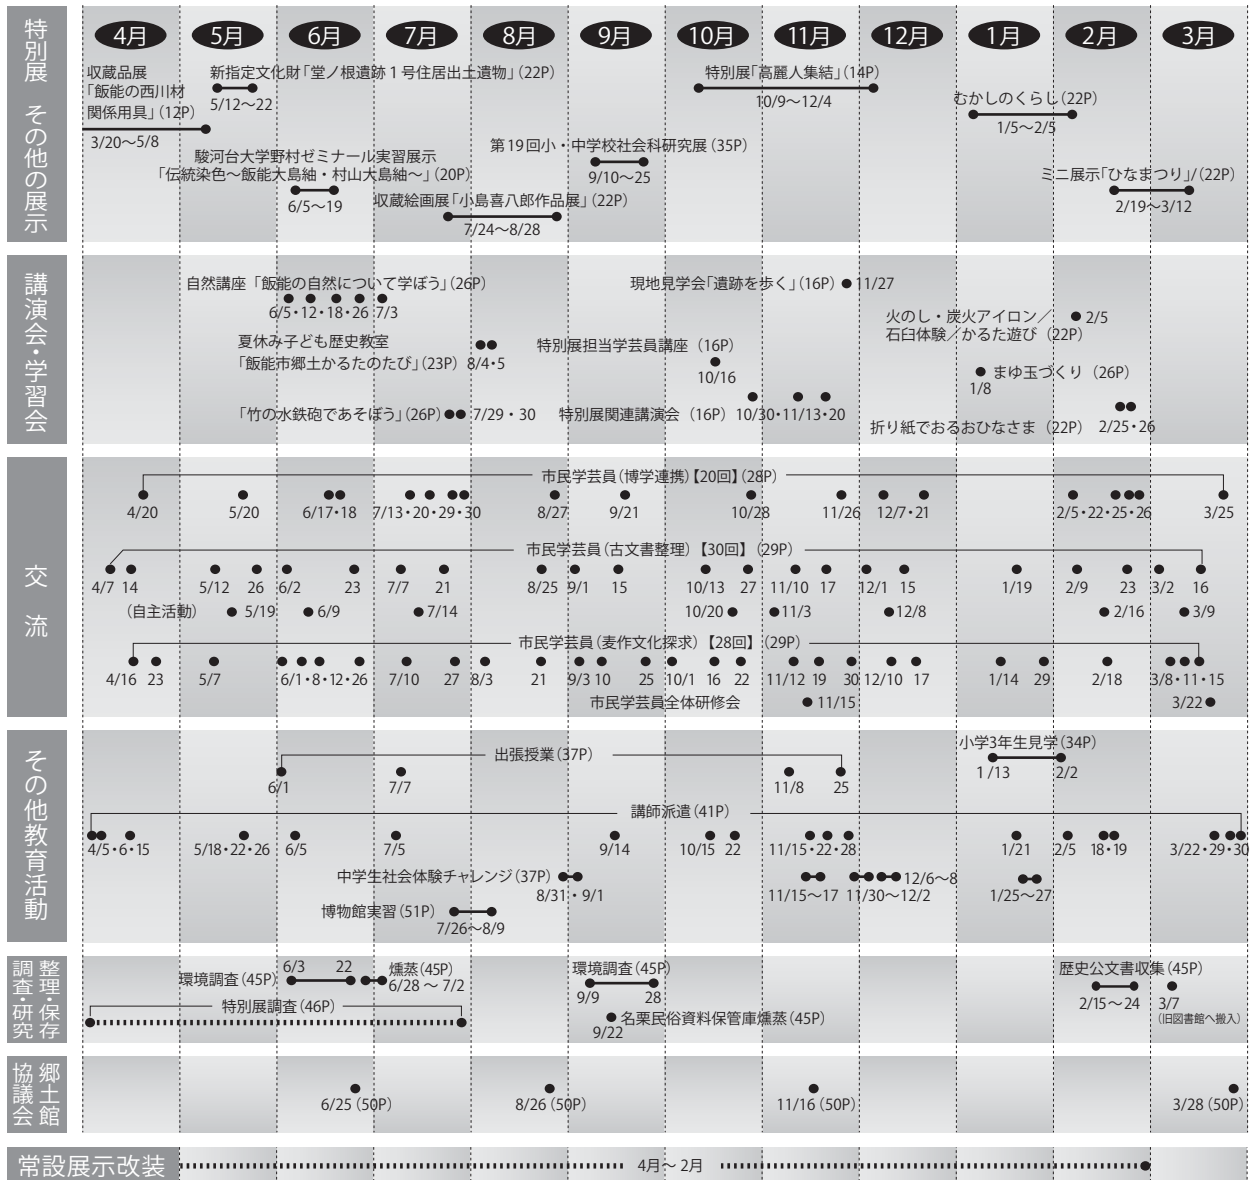 特別展 その他の展示
4月 5月 6月 7月 8月 9月 10月 11月 12月 1月 2月 3月
収蔵品展
「飯能の西川材
関係用具」(12P)
3/20～5/8
新指定文化財「堂ノ根遺跡1号住居出土遺物」(22P)
5/12～22
特別展「高麗人集結」(14P)
10/9～12/4
むかしのくらし(22P)
1/5～2/5
駿河台大学野村ゼミナール実習展示
「伝統染色～飯能大島紬・村山大島紬～」(20P)
6/5～19
第19回小・中学校社会科研究展(35P)
9/10～25
収蔵絵画展「小島喜八郎作品展」(22P)
7/24～8/28
ミニ展示「ひなまつり」/(22P)
2/19～3/12
講演会・学習会
自然講座「飯能の自然について学ぼう」(26P)
6/5・12・18・26 7/3
現地見学会「遺跡を歩く」(16P) 11/27
火のし・炭火アイロン／
石臼体験／かるた遊び (22P)
2/5
夏休み子ども歴史教室
「飯能市郷土かるたのたび」(23P) 8/4・5
特別展担当学芸員講座 (16P)
10/16
まゆ玉づくり (26P)
1/8
「竹の水鉄砲であそぼう」(26P) 7/29・30
特別展関連講演会 (16P) 10/30・11/13・20
折り紙でおるおひなさま (22P) 2/25・26
交流
市民学芸員(博学連携)【20回】(28P)
4/20 5/20 6/17・18 7/13・20・29・30 8/27 9/21 10/28 11/26 12/7・21 2/5・22・25・26 3/25
市民学芸員(古文書整理)【30回】(29P)
4/7 14 5/12 26 6/2 23 7/7 21 8/25 9/1 15 10/13 27 11/10 17 12/1 15 1/19 2/9 23 3/2 16
(自主活動) 5/19 6/9 7/14 10/20 11/3 12/8 2/16 3/9
市民学芸員(麦作文化探求)【28回】(29P)
4/16 23 5/7 6/1・8・12・26 7/10 27 8/3 21 9/3 10 25 10/1 16 22 11/12 19 30 12/10 17 1/14 29 2/18 3/8・11・15
市民学芸員全体研修会 11/15 3/22
その他教育活動
出張授業(37P)
6/1 7/7 11/8 25
小学3年生見学(34P)
1/13 2/2
講師派遣(41P)
4/5・6・15 5/18・22・26 6/5 7/5 9/14 10/15 22 11/15・22・28 1/21 2/5 18・19 3/22・29・30
中学生社会体験チャレンジ(37P)
8/31・9/1 11/15～17 11/30～12/2 12/6～8 1/25～27
博物館実習(51P)
7/26～8/9
整理・保存
調査・研究
環境調査(45P) 6/3 22
燻蒸(45P)
6/28～7/2
環境調査(45P)
9/9 28
歴史公文書収集(45P)
2/15～24 3/7
(旧図書館へ搬入)
特別展調査(46P)
名栗民俗資料保管庫燻蒸(45P)
9/22
郷土館
協議会
6/25(50P) 8/26(50P) 11/16(50P) 3/28(50P)
常設展示改装 4月～2月